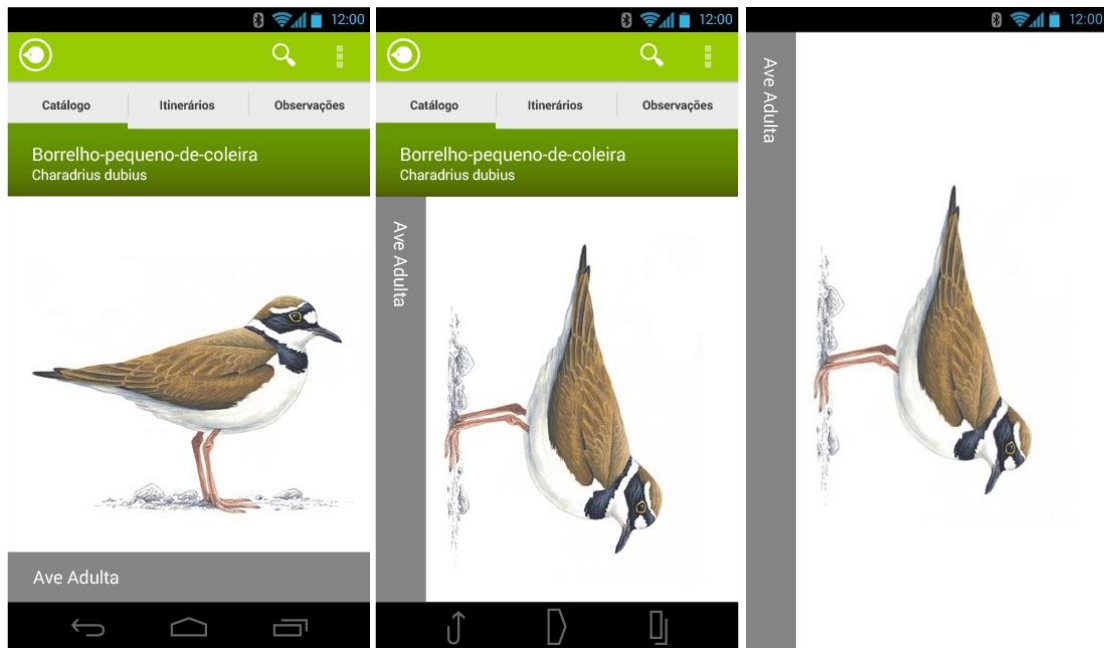 12:00
Catálogo Itinerários Observações
Borrelho-pequeno-de-coleira
Charadrius dubius
Ave Adulta
12:00
Catálogo Itinerários Observações
Borrelho-pequeno-de-coleira
Charadrius dubius
Ave Adulta
12:00
Ave Adulta